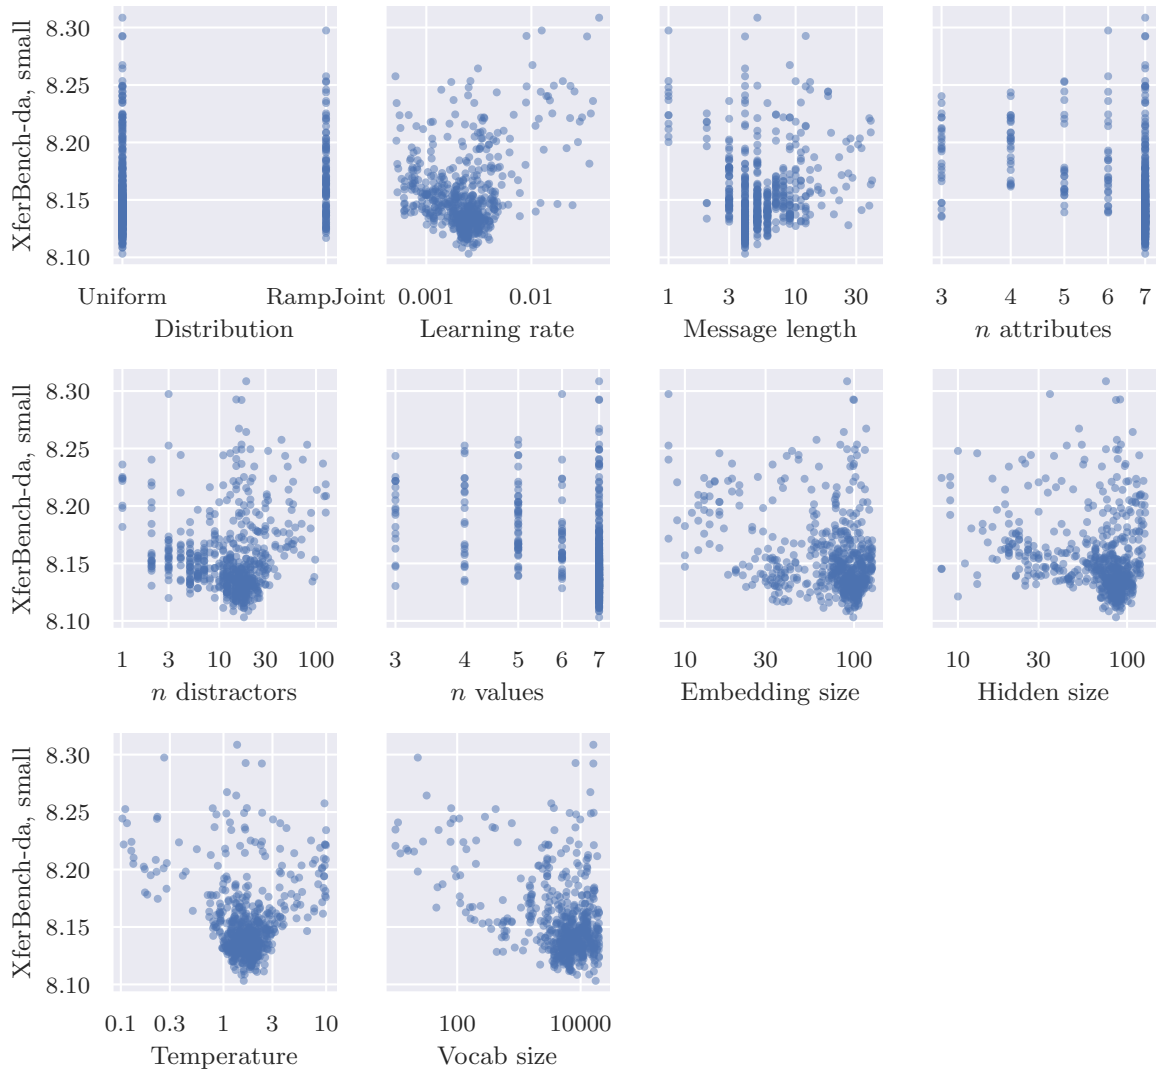 XferBench-da, small
8.30
8.25
8.20
8.15
8.10
Uniform RampJoint
Distribution
0.001 0.01
Learning rate
1 3 10 30
Message length
3 4 5 6 7
n attributes
XferBench-da, small
8.30
8.25
8.20
8.15
8.10
1 3 10 30 100
n distractors
3 4 5 6 7
n values
10 30 100
Embedding size
10 30 100
Hidden size
XferBench-da, small
8.30
8.25
8.20
8.15
8.10
0.1 0.3 1 3 10
Temperature
100 10000
Vocab size